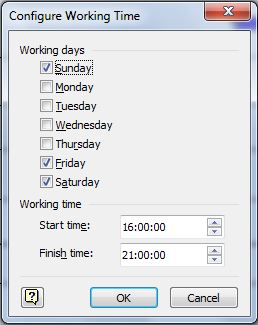 Configure Working Time
Working days
Sunday
Monday
Tuesday
Wednesday
Thursday
Friday
Saturday
Working time
Start time: 16:00:00
Finish time: 21:00:00
? OK Cancel